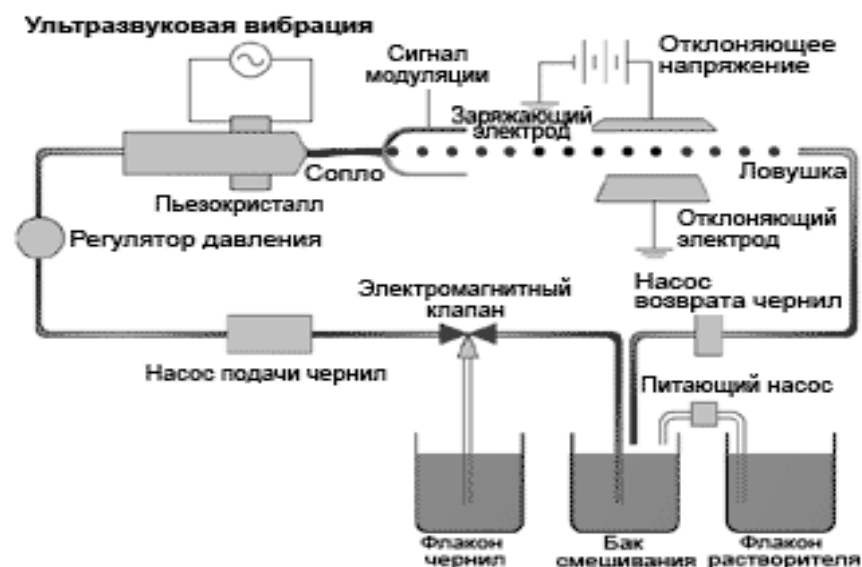 Ультразвуковая вибрация
Сигнал
модуляции
Отклоняющее
напряжение
Заряжающий
электрод
Сопло
Ловушка
Пьезокристалл
Регулятор давления
Отклоняющий
электрод
Электромагнитный
клапан
Насос
возврата чернил
Насос подачи чернил
Питающий насос
Флакон
чернил
Бак
смешивания
Флакон
растворителя